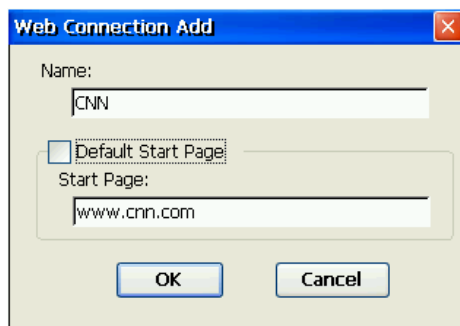 Web Connection Add
Name:
CNN
Default Start Page
Start Page:
www.cnn.com
OK
Cancel